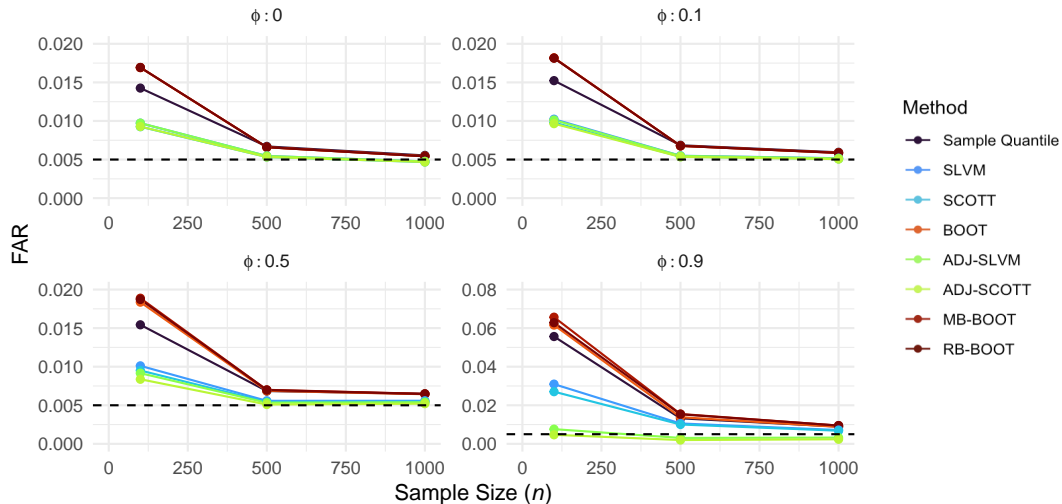 ϕ : 0
ϕ : 0.1
0.020
0.015
0.010
0.005
0.000
0.020
0.015
0.010
0.005
0.000
0 250 500 750 1000
0 250 500 750 1000
FAR
ϕ : 0.5
ϕ : 0.9
0.020
0.015
0.010
0.005
0.000
0.08
0.06
0.04
0.02
0.00
0 250 500 750 1000
0 250 500 750 1000
Sample Size (n)
Method
Sample Quantile
SLVM
SCOTT
BOOT
ADJ-SLVM
ADJ-SCOTT
MB-BOOT
RB-BOOT